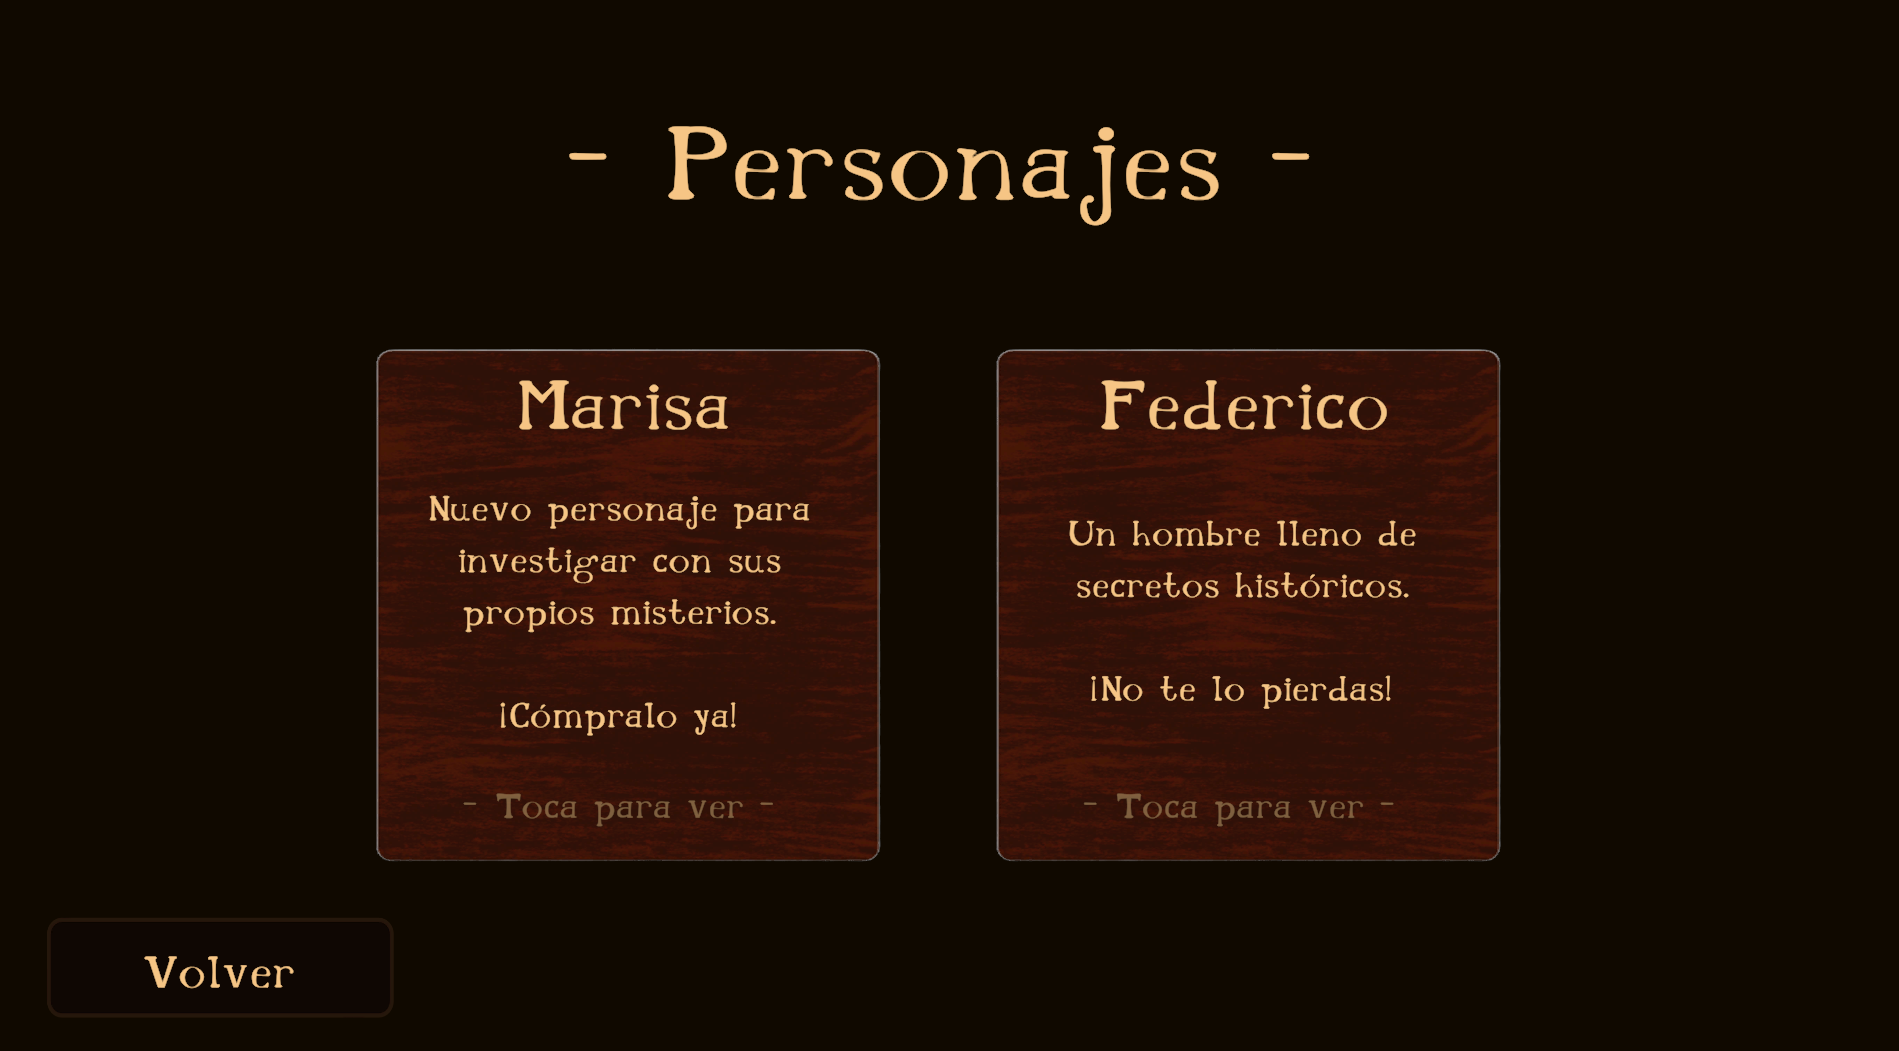 - Personajes -
Marisa
Nuevo personaje para
investigar con sus
propios misterios.
¡Cómpralo ya!
- Toca para ver -
Federico
Un hombre lleno de
secretos históricos.
¡No te lo pierdas!
- Toca para ver -
Volver